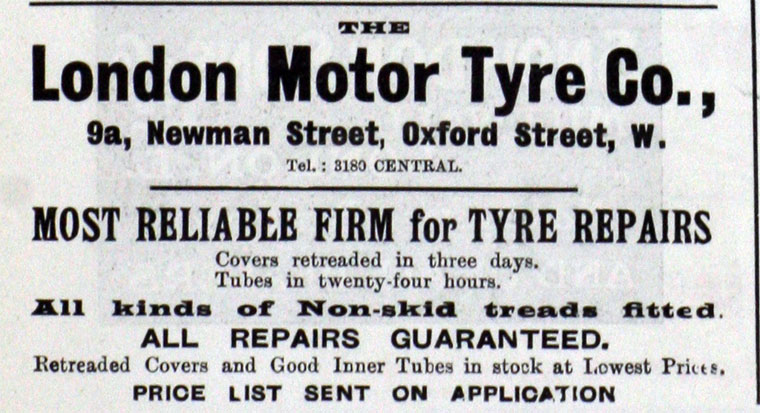 THE
London Motor Tyre Co.,
9a, Newman Street, Oxford Street, W.
Tel.: 3180 CENTRAL.
MOST RELIABLE FIRM for TYRE REPAIRS
Covers retreaded in three days.
Tubes in twenty-four hours.
All kinds of Non-skid treads fitted.
ALL REPAIRS GUARANTEED.
Retreaded Covers and Good Inner Tubes in stock at Lowest Prices.
PRICE LIST SENT ON APPLICATION